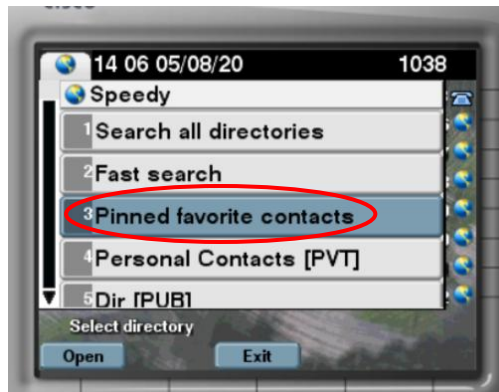 14 06 05/08/20 1038
Speedy
1 Search all directories
2 Fast search
3 Pinned favorite contacts
4 Personal Contacts [PVT]
5 Dir [PUB]
Select directory
Open Exit